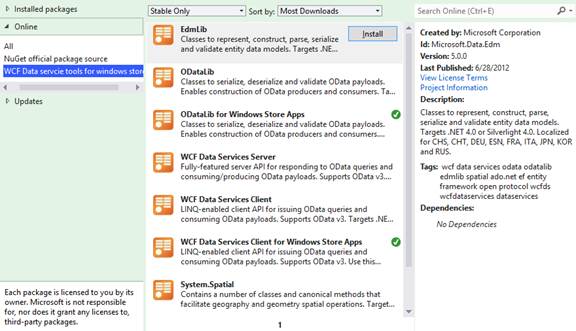 Installed packages
Online
All
NuGet official package source
WCF Data servcie tools for windows stor
Updates
Each package is licensed to you by its
owner. Microsoft is not responsible
for, nor does it grant any licenses to,
third-party packages.
Stable Only
Sort by: Most Downloads
EdmLib
Classes to represent, construct, parse, serialize
and validate entity data models. Targets .NE...
Install
ODataLib
Classes to serialize, deserialize and validate OData payloads.
Enables construction of OData producers and consumers. Ta...
ODataLib for Windows Store Apps
Classes to serialize, deserialize and validate OData payloads.
Enables construction of OData producers and consumers....
WCF Data Services Server
Fully-featured server API for responding to OData queries and
consuming/producing OData payloads. Supports OData v3....
WCF Data Services Client
LINQ-enabled client API for issuing OData queries and
consuming OData payloads. Supports OData v3. Targets .NE...
WCF Data Services Client for Windows Store Apps
LINQ-enabled client API for issuing OData queries and
consuming OData payloads. Supports OData v3. Use this...
System.Spatial
Contains a number of classes and canonical methods that
facilitate geography and geometry spatial operations. Target...
1
Search Online (Ctrl+E)
Created by: Microsoft Corporation
Id: Microsoft.Data.Edm
Version: 5.0.0
Last Published: 6/28/2012
View License Terms
Project Information
Description:
Classes to represent, construct, parse,
serialize and validate entity data models.
Targets .NET 4.0 or Silverlight 4.0. Localized
for CHS, CHT, DEU, ESN, FRA, ITA, JPN, KOR
and RUS.
Tags: wcf data services odata odatalib
edmlib spatial ado.net ef entity
framework open protocol wcfds
wcfdataservices dataservices
Dependencies:
No Dependencies